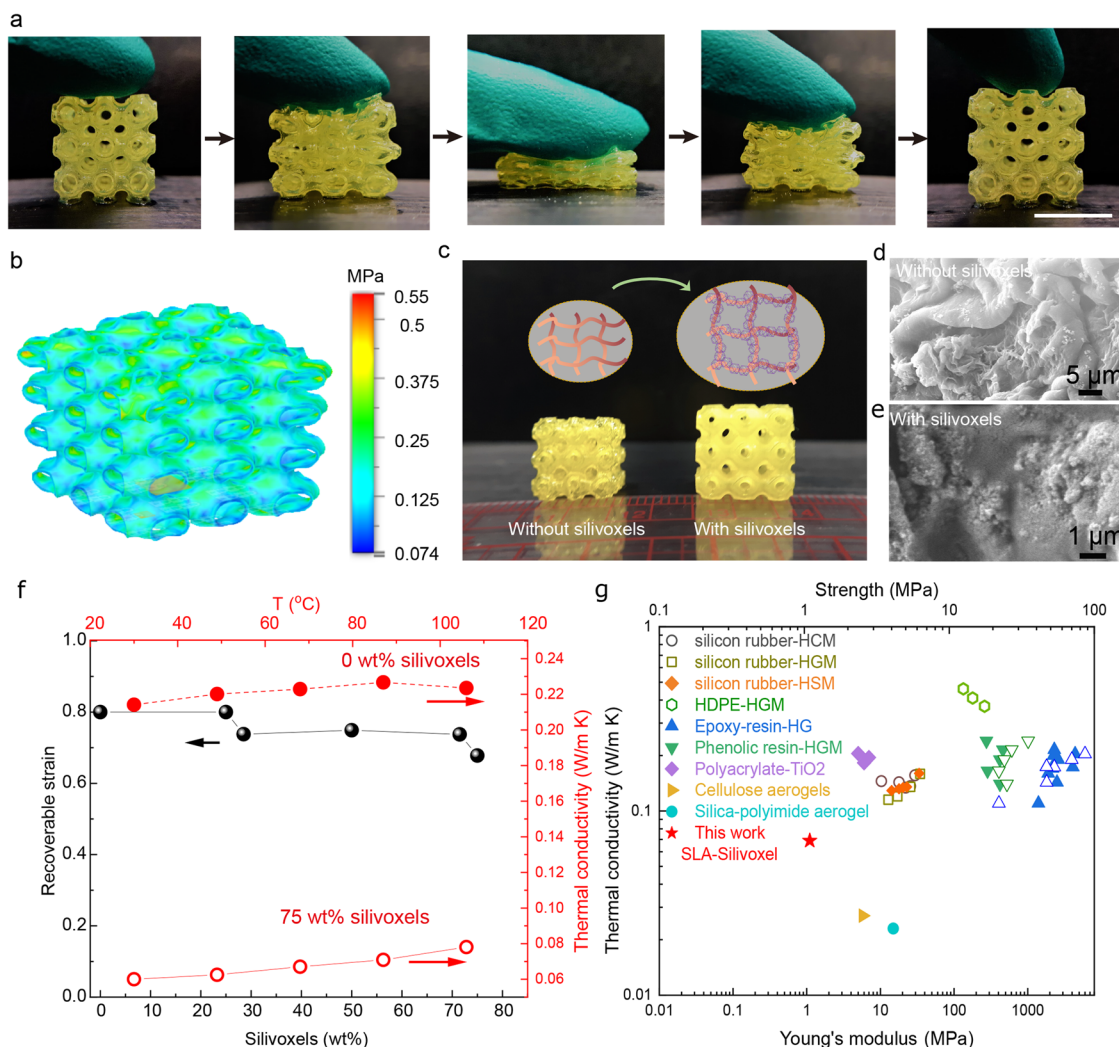 a
b
MPa
0.55
0.5
0.375
0.25
0.125
0.074
c
Without silivoxels
With silivoxels
d
Without silivoxels
5 µm
e
With silivoxels
1 µm
f
T (°C)
20 40 60 80 100 120
1.0
0.8
0.6
0.4
0.2
0.0
Recoverable strain
0 wt% silivoxels
75 wt% silivoxels
0.24
0.22
0.20
0.18
0.16
0.14
0.12
0.10
0.08
0.06
Thermal conductivity (W/m K)
0 10 20 30 40 50 60 70 80
Silivoxels (wt%)
g
Strength (MPa)
0.1 1 10 100
1
0.1
0.01
Thermal conductivity (W/m K)
silicon rubber-HCM
silicon rubber-HGM
silicon rubber-HSM
HDPE-HGM
Epoxy-resin-HG
Phenolic resin-HGM
Polyacrylate-TiO2
Cellulose aerogels
Silica-polyimide aerogel
This work
SLA-Silivoxel
0.01 0.1 1 10 100 1000
Young's modulus (MPa)